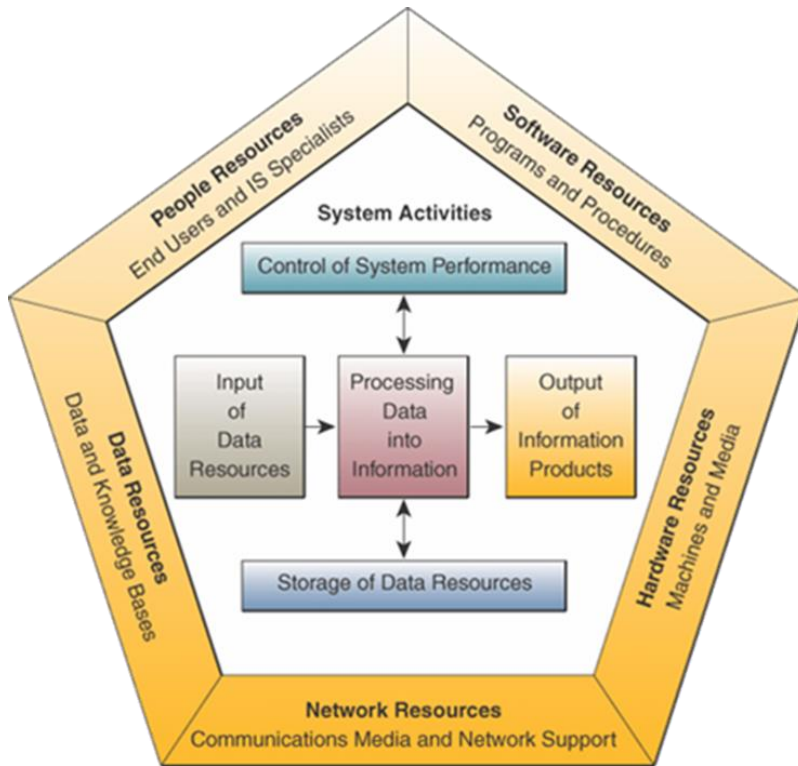 People Resources
End Users and IS Specialists
Software Resources
Programs and Procedures
System Activities
Control of System Performance
Input
of
Data
Resources
Processing
Data
into
Information
Output
of
Information
Products
Storage of Data Resources
Data Resources
Data and Knowledge Bases
Hardware Resources
Machines and Media
Network Resources
Communications Media and Network Support